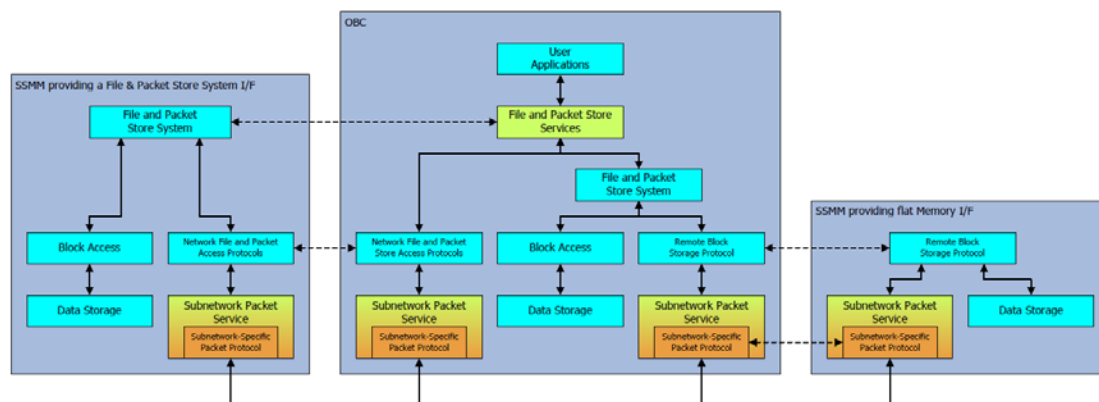 OBC
User
Applications
SSMM providing a File & Packet Store System I/F
File and Packet
Store System
File and Packet Store
Services
File and Packet
Store System
SSMM providing flat Memory I/F
Block Access
Network File and Packet
Access Protocols
Network File and Packet
Store Access Protocols
Block Access
Remote Block
Storage Protocol
Remote Block
Storage Protocol
Data Storage
Subnetwork Packet
Service
Subnetwork-Specific
Packet Protocol
Subnetwork Packet
Service
Subnetwork-Specific
Packet Protocol
Data Storage
Subnetwork Packet
Service
Subnetwork-Specific
Packet Protocol
Subnetwork Packet
Service
Subnetwork-Specific
Packet Protocol
Data Storage